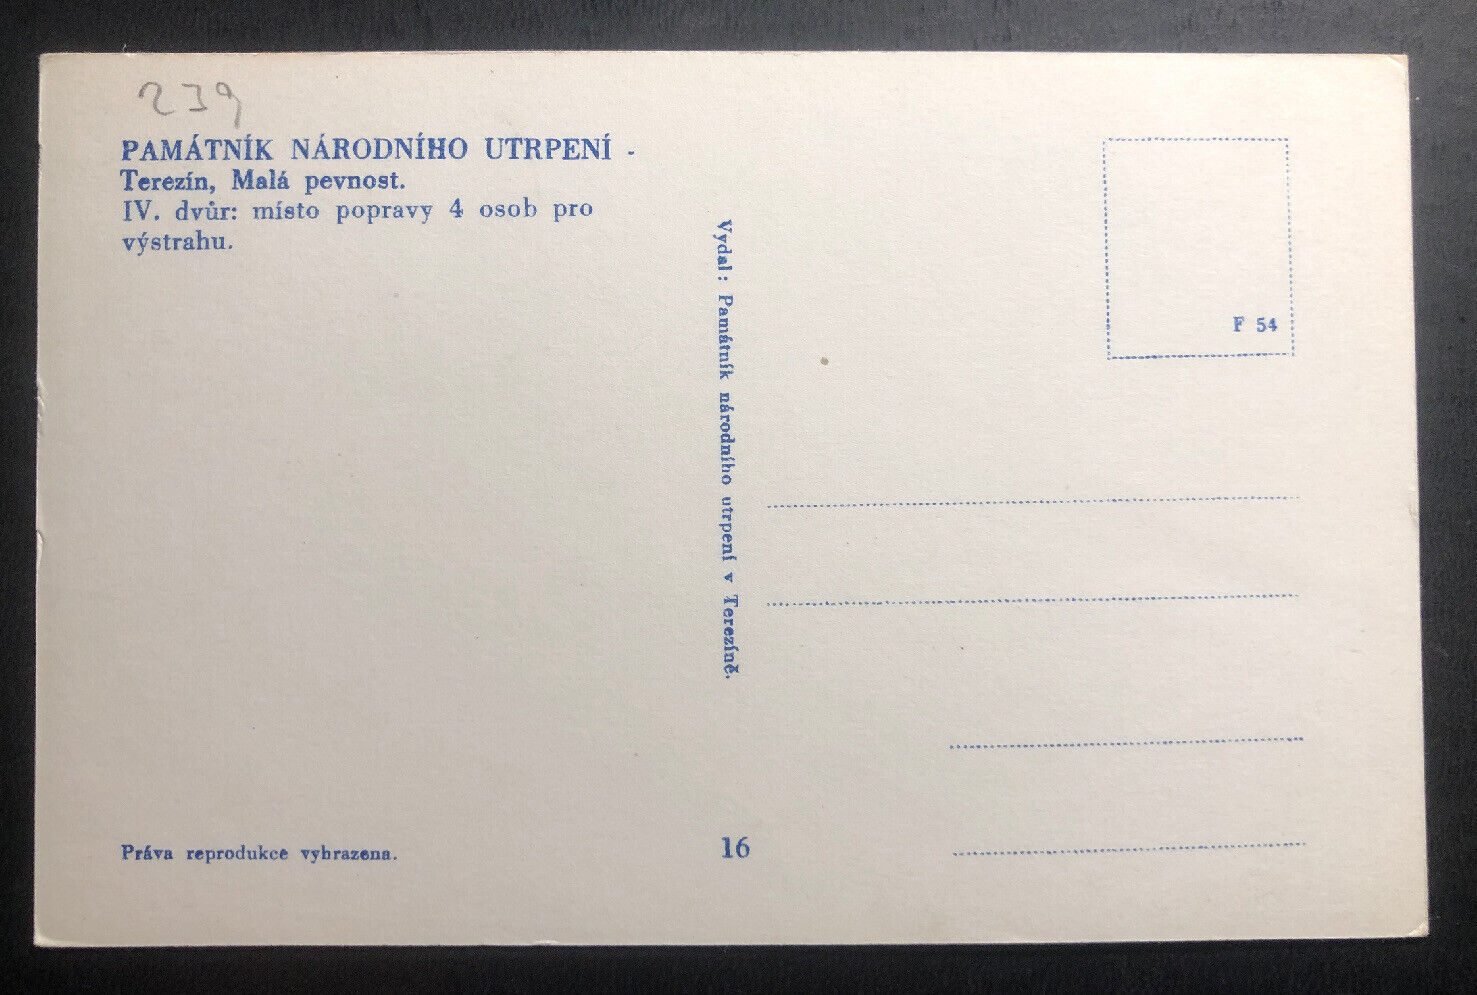 239
PAMÁTNÍK NÁRODNÍHO UTRPENÍ -
Terezín, Malá pevnost.
IV. dvůr: místo popravy 4 osob pro
výstrahu.
Vydal: Památník národního utrpení v Terezíně.
F 54
Práva reprodukce vyhrazena.
16